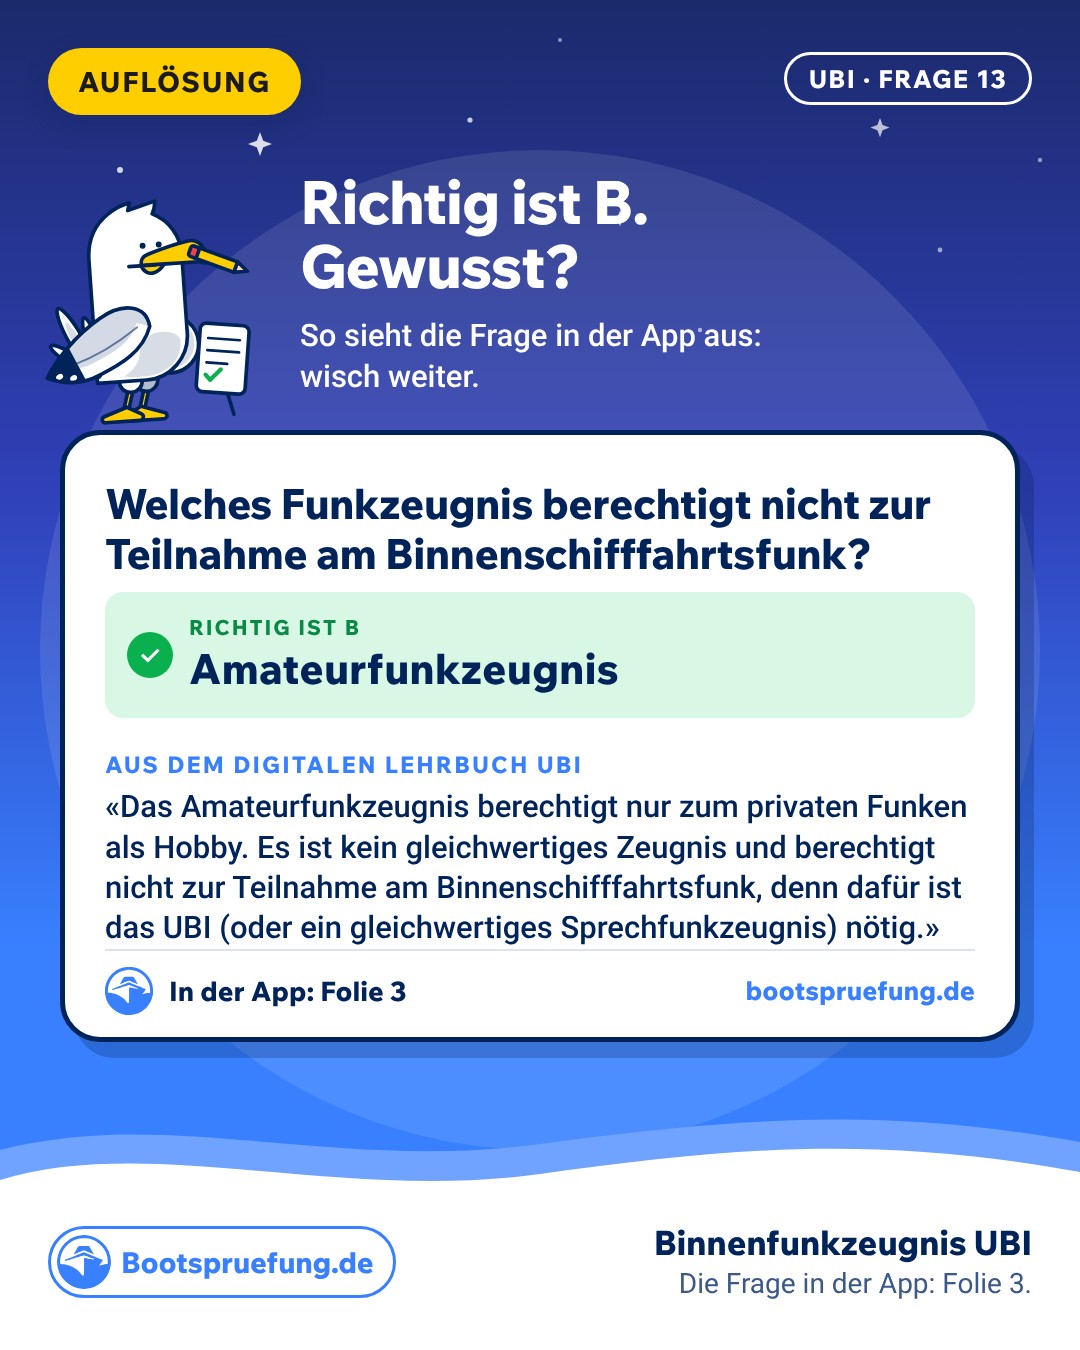 AUFLÖSUNG
UBI · FRAGE 13
Richtig ist B.
Gewusst?
So sieht die Frage in der App aus:
wisch weiter.
Welches Funkzeugnis berechtigt nicht zur
Teilnahme am Binnenschifffahrtsfunk?
RICHTIG IST B
Amateurfunkzeugnis
AUS DEM DIGITALEN LEHRBUCH UBI
«Das Amateurfunkzeugnis berechtigt nur zum privaten Funken
als Hobby. Es ist kein gleichwertiges Zeugnis und berechtigt
nicht zur Teilnahme am Binnenschifffahrtsfunk, denn dafür ist
das UBI (oder ein gleichwertiges Sprechfunkzeugnis) nötig.»
In der App: Folie 3
bootspruefung.de
Bootspruefung.de
Binnenfunkzeugnis UBI
Die Frage in der App: Folie 3.